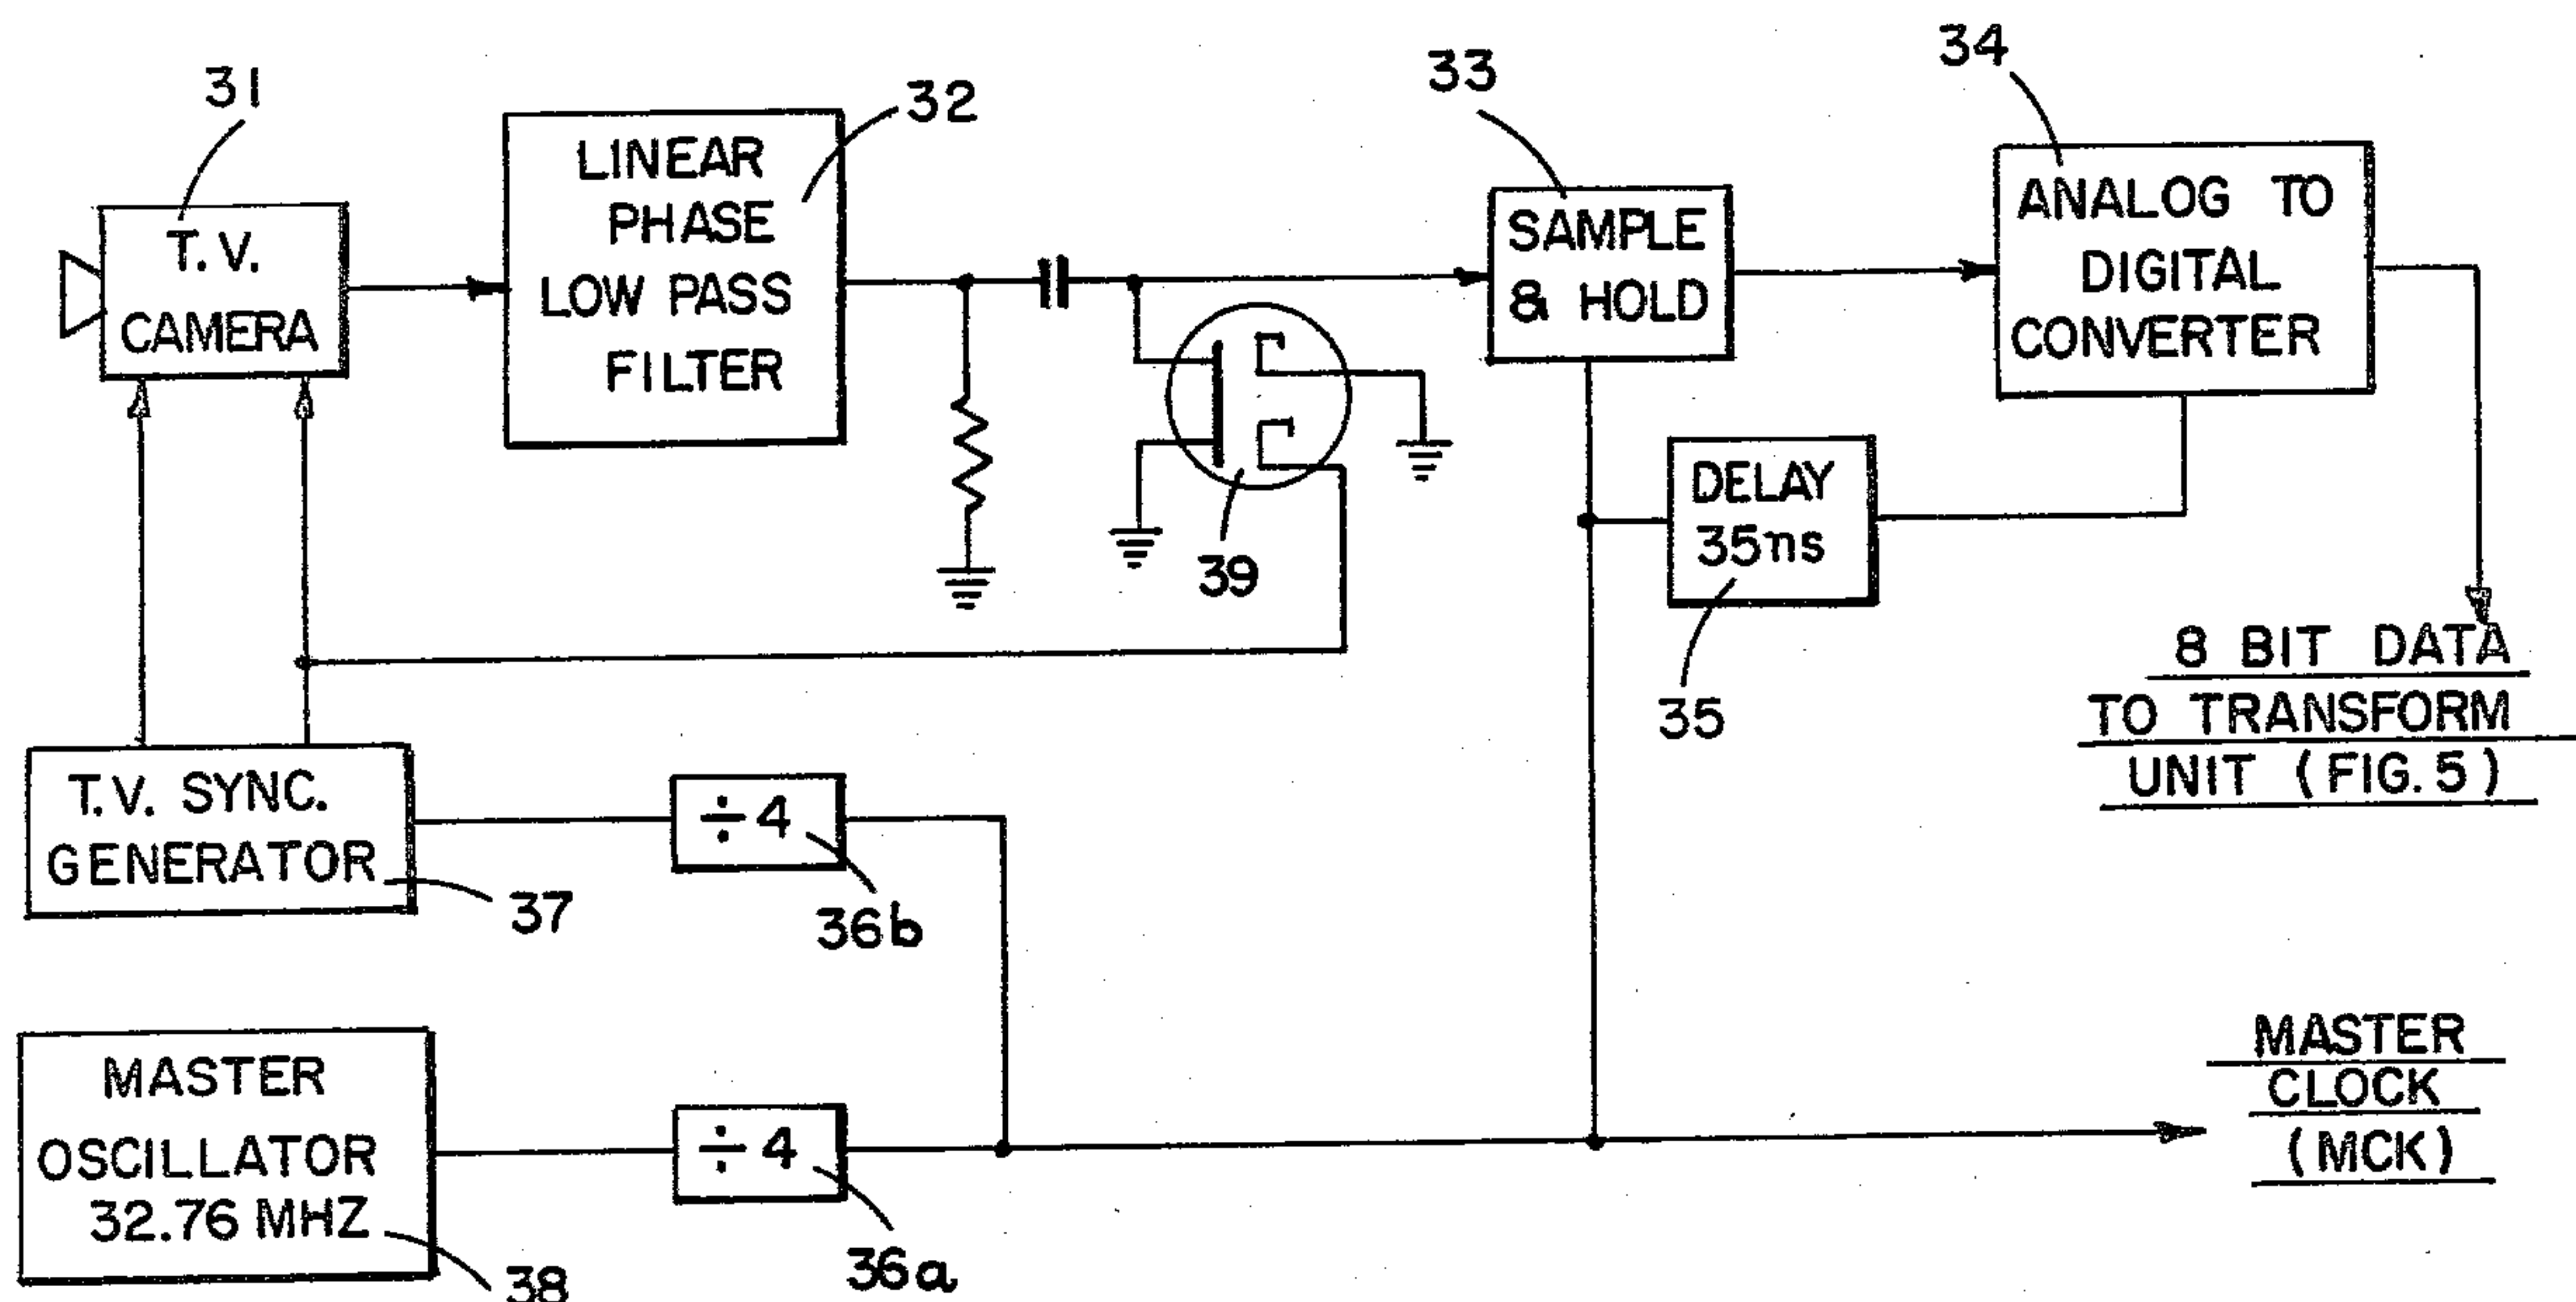 31
T.V.
CAMERA
32
LINEAR
PHASE
LOW PASS
FILTER
33
SAMPLE
& HOLD
34
ANALOG TO
DIGITAL
CONVERTER
39
DELAY
35ns
35
8 BIT DATA
TO TRANSFORM
UNIT (FIG. 5)
T.V. SYNC.
GENERATOR
37
÷4
36b
MASTER
OSCILLATOR
32.76 MHZ
38
÷4
36a
MASTER
CLOCK
(MCK)